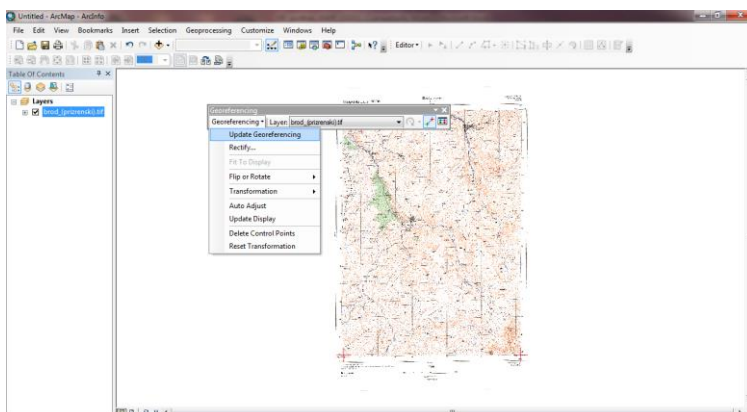 Untitled - ArcMap - ArcInfo
File Edit View Bookmarks Insert Selection Geoprocessing Customize Windows Help
Editor
Table Of Contents
Layers
brod_(prizrenski).tif
Georeferencing
Georeferencing Layer: brod_(prizrenski).tif
Update Georeferencing
Rectify...
Fit To Display
Flip or Rotate
Transformation
Auto Adjust
Update Display
Delete Control Points
Reset Transformation